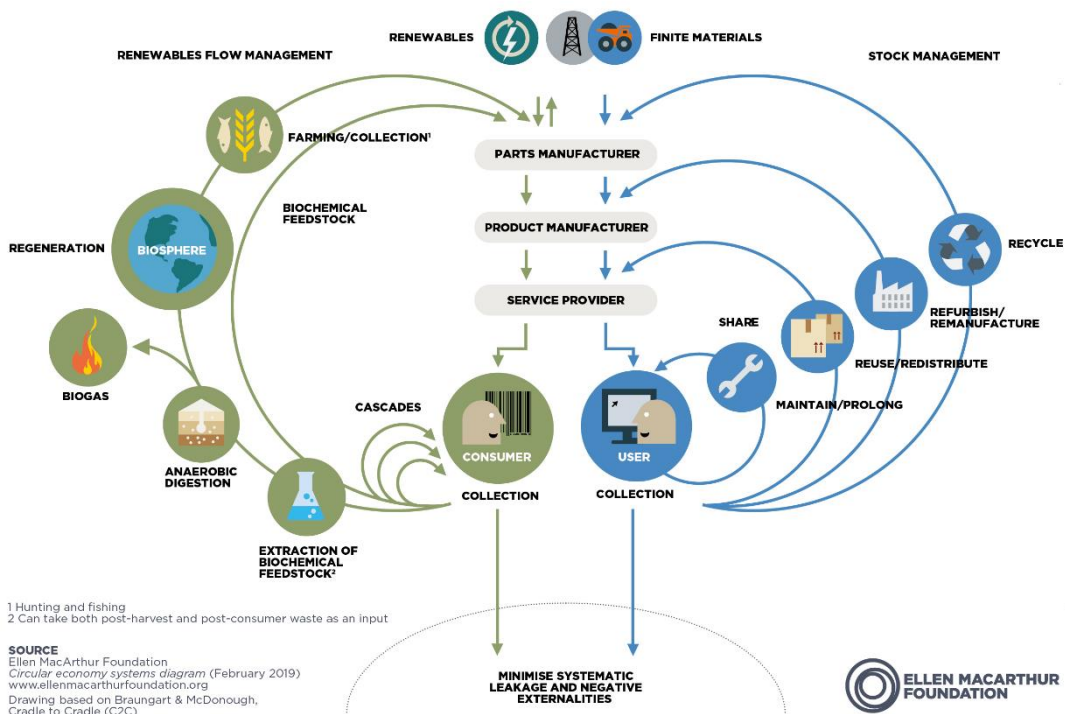 RENEWABLES
FINITE MATERIALS
RENEWABLES FLOW MANAGEMENT
STOCK MANAGEMENT
FARMING/COLLECTION¹
PARTS MANUFACTURER
BIOCHEMICAL
FEEDSTOCK
PRODUCT MANUFACTURER
REGENERATION
BIOSPHERE
RECYCLE
SERVICE PROVIDER
SHARE
REFURBISH/
REMANUFACTURE
REUSE/REDISTRIBUTE
BIOGAS
CASCADES
MAINTAIN/PROLONG
CONSUMER
USER
ANAEROBIC
DIGESTION
COLLECTION
COLLECTION
EXTRACTION OF
BIOCHEMICAL
FEEDSTOCK²
1 Hunting and fishing
2 Can take both post-harvest and post-consumer waste as an input
SOURCE
Ellen MacArthur Foundation
Circular economy systems diagram (February 2019)
www.ellenmacarthurfoundation.org
Drawing based on Braungart & McDonough,
Cradle to Cradle (C2C)
MINIMISE SYSTEMATIC
LEAKAGE AND NEGATIVE
EXTERNALITIES
ELLEN MACARTHUR
FOUNDATION